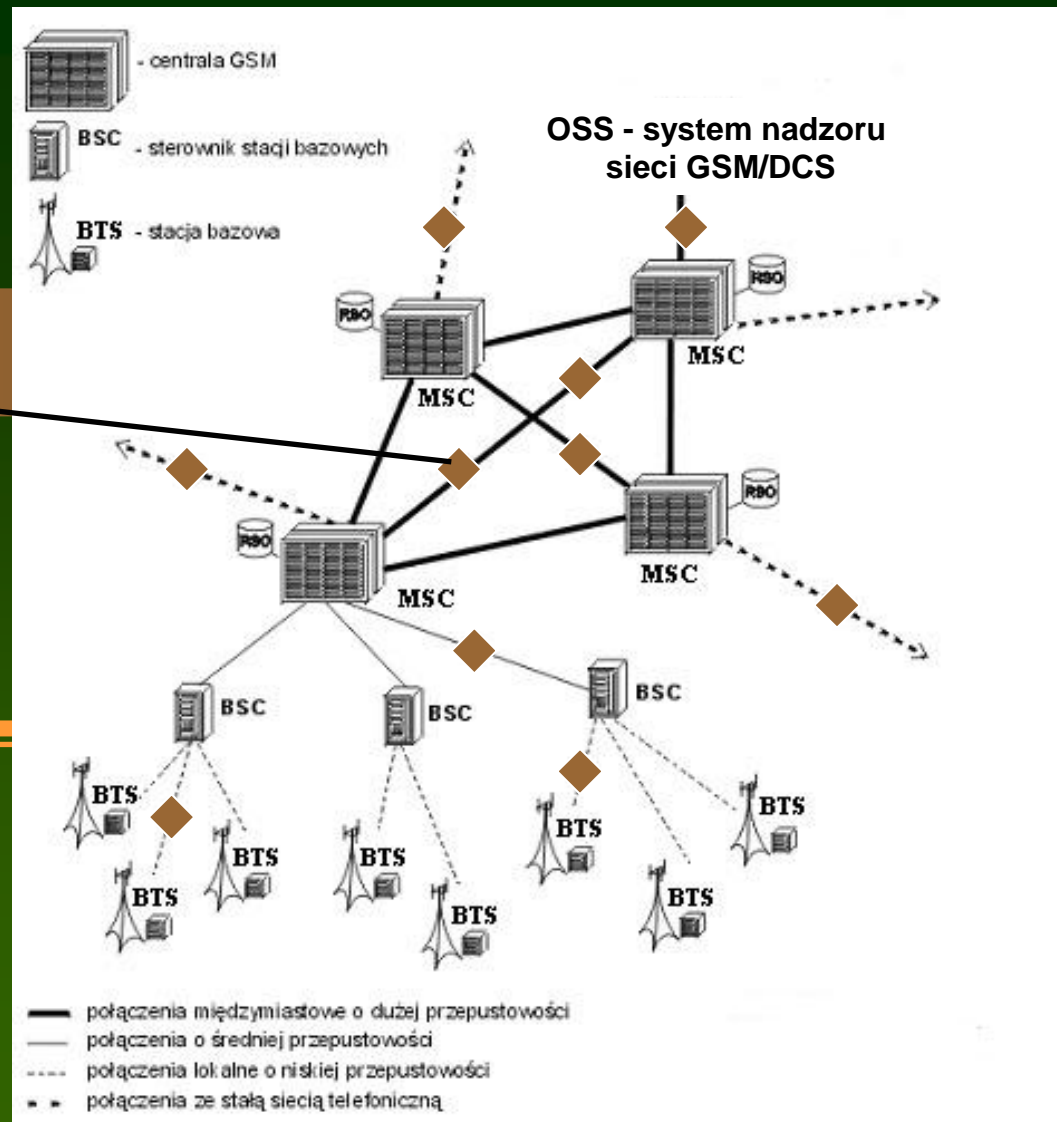 - centrala GSM
BSC - sterownik stacji bazowych
BTS - stacja bazowa
OSS - system nadzoru
sieci GSM/DCS
RBO
RBO
MSC
MSC
RBO
RBO
MSC
MSC
BSC
BSC
BSC
BTS
BTS
BTS
BTS
BTS
BTS
BTS
BTS
połączenia międzymiastowe o dużej przepustowości
połączenia o średniej przepustowości
połączenia lokalne o niskiej przepustowości
połączenia ze stałą siecią telefoniczną